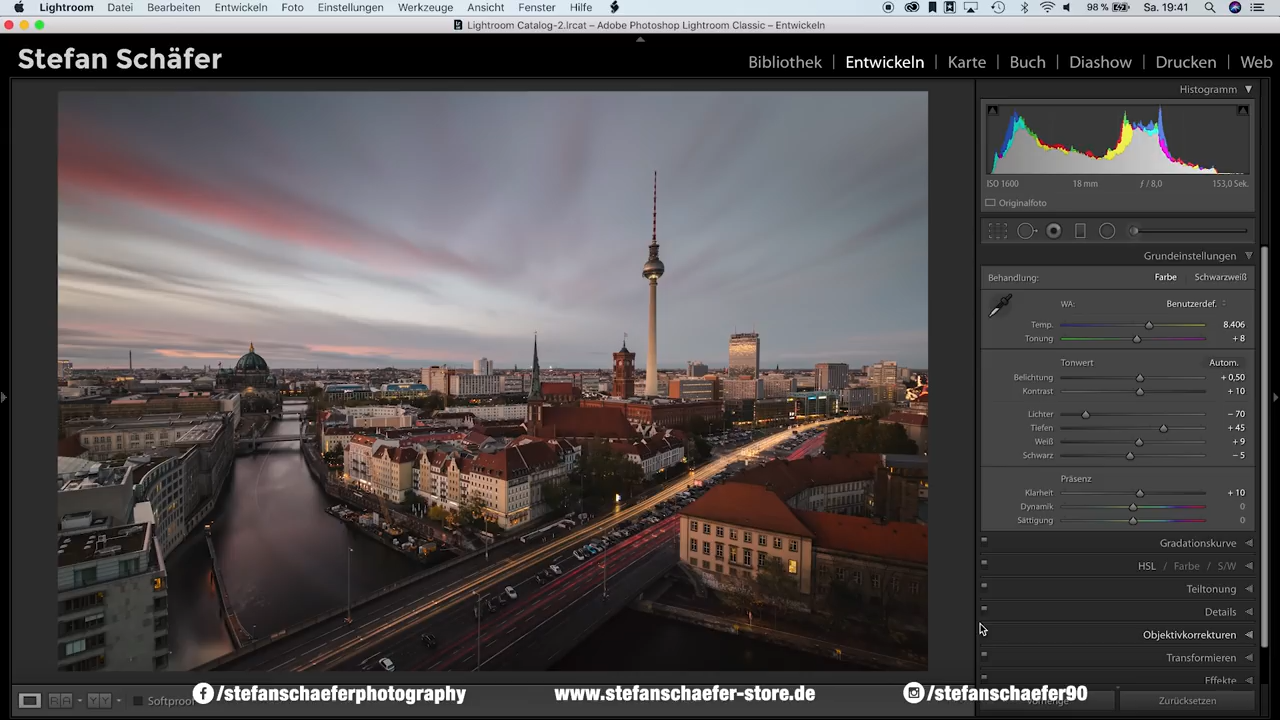 Lightroom Datei Bearbeiten Entwickeln Foto Einstellungen Werkzeuge Ansicht Fenster Hilfe 98 % Sa. 19:41
Lightroom Catalog-2.lrcat – Adobe Photoshop Lightroom Classic – Entwickeln
Stefan Schäfer
Bibliothek | Entwickeln | Karte | Buch | Diashow | Drucken | Web
Histogramm
ISO 1600 18 mm ƒ / 8,0 153,0 Sek.
Originalfoto
Grundeinstellungen
Behandlung: Farbe Schwarzweiß
WA: Benutzerdef.
Temp. 8.406
Tonung + 8
Tonwert Autom.
Belichtung + 0,50
Kontrast + 10
Lichter − 70
Tiefen + 45
Weiß + 9
Schwarz − 5
Präsenz
Klarheit + 10
Dynamik 0
Sättigung 0
Gradationskurve
HSL / Farbe / S/W
Teiltonung
Details
Objektivkorrekturen
Transformieren
Effekte
Softproof
/stefanschaeferphotography www.stefanschaefer-store.de /stefanschaefer90
Zurücksetzen